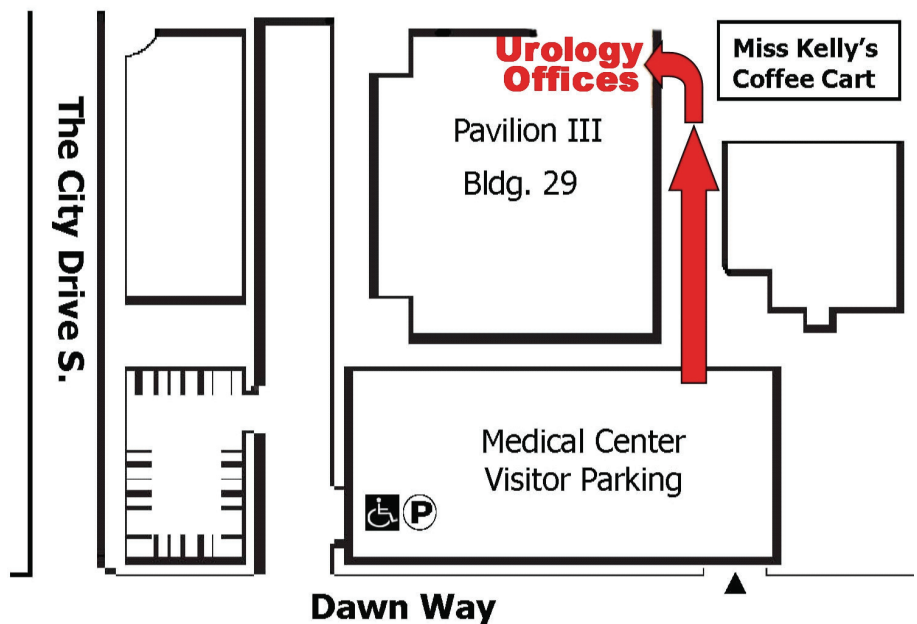 The City Drive S.
Urology
Offices
Pavilion III
Bldg. 29
Miss Kelly's
Coffee Cart
Medical Center
Visitor Parking
P
Dawn Way